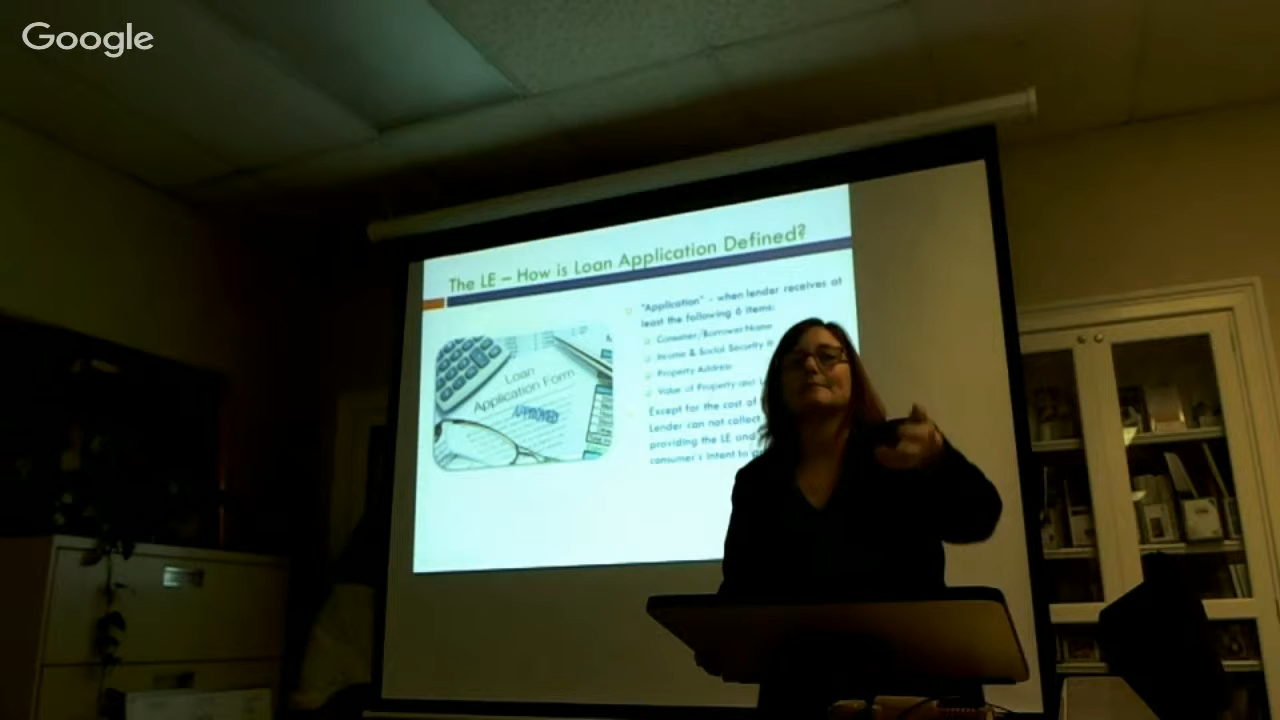 Google
The LE – How is Loan Application Defined?
"Application" - when lender receives at
least the following 6 items:
Consumer/Borrower Name
Income & Social Security
Property Address
Value of Property and
Except for the cost of
Lender can not collect
providing the LE and
consumer's intent to
Loan
Application Form
APPROVED